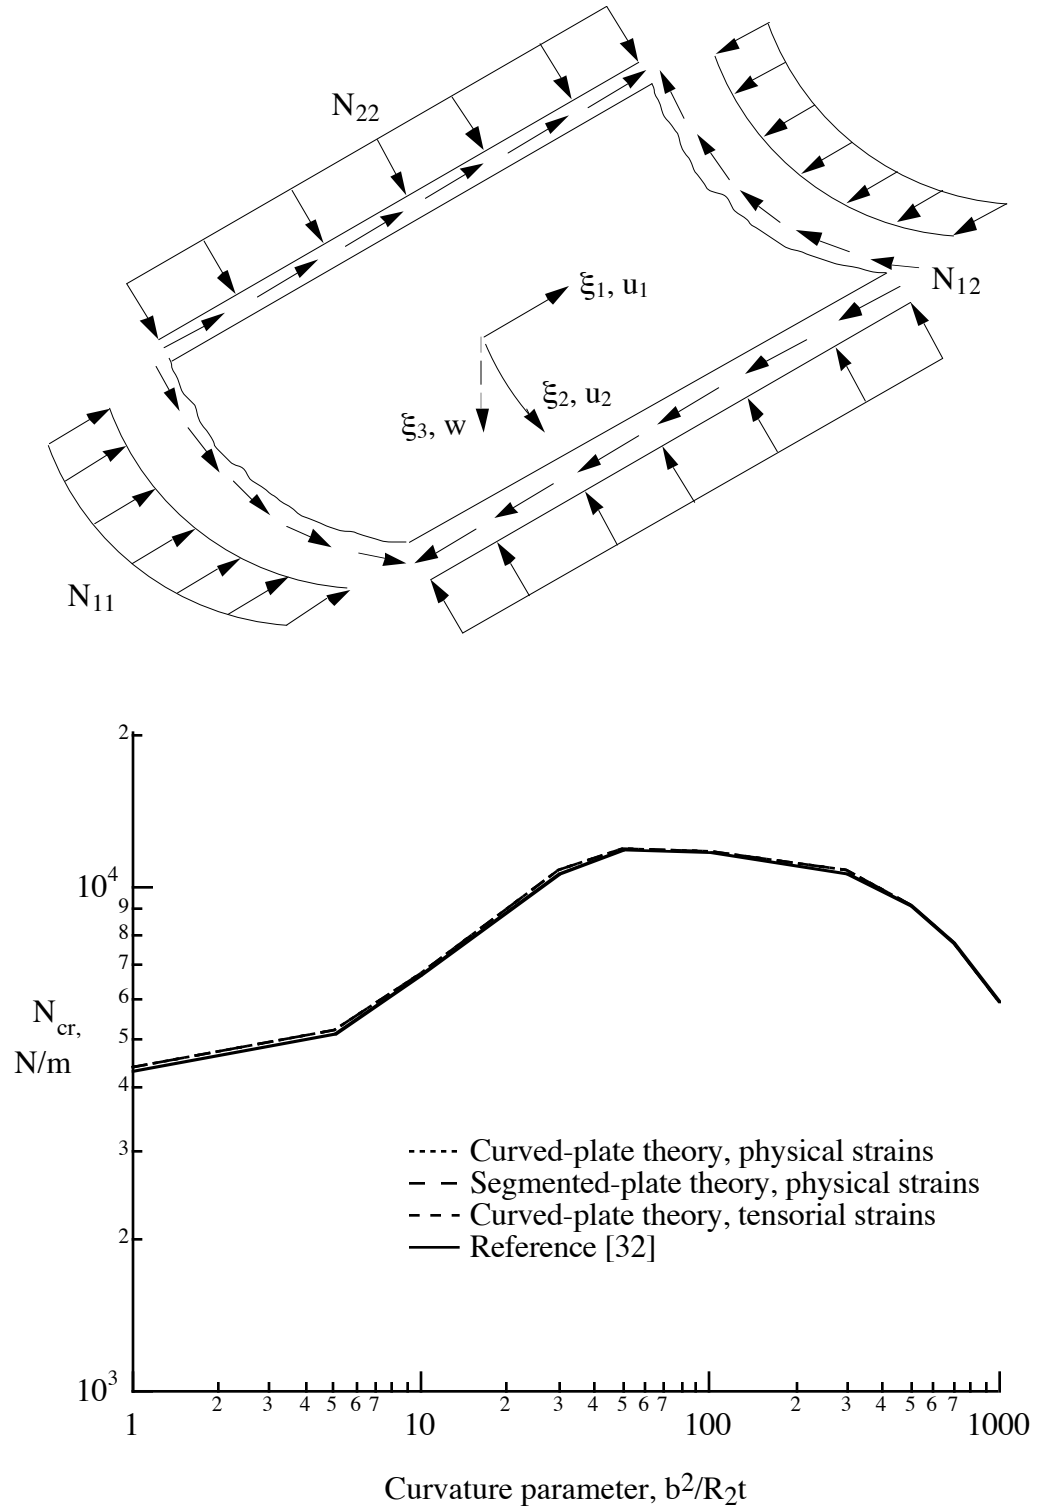 N22
N12
ξ1, u1
ξ2, u2
ξ3, w
N11
2
10^4
9
8
7
6
5
4
3
2
10^3
Ncr,
N/m
Curved-plate theory, physical strains
Segmented-plate theory, physical strains
Curved-plate theory, tensorial strains
Reference [32]
2 3 4 5 6 7 2 3 4 5 6 7 2 3 4 5 6 7
1 10 100 1000
Curvature parameter, b^2/R2t